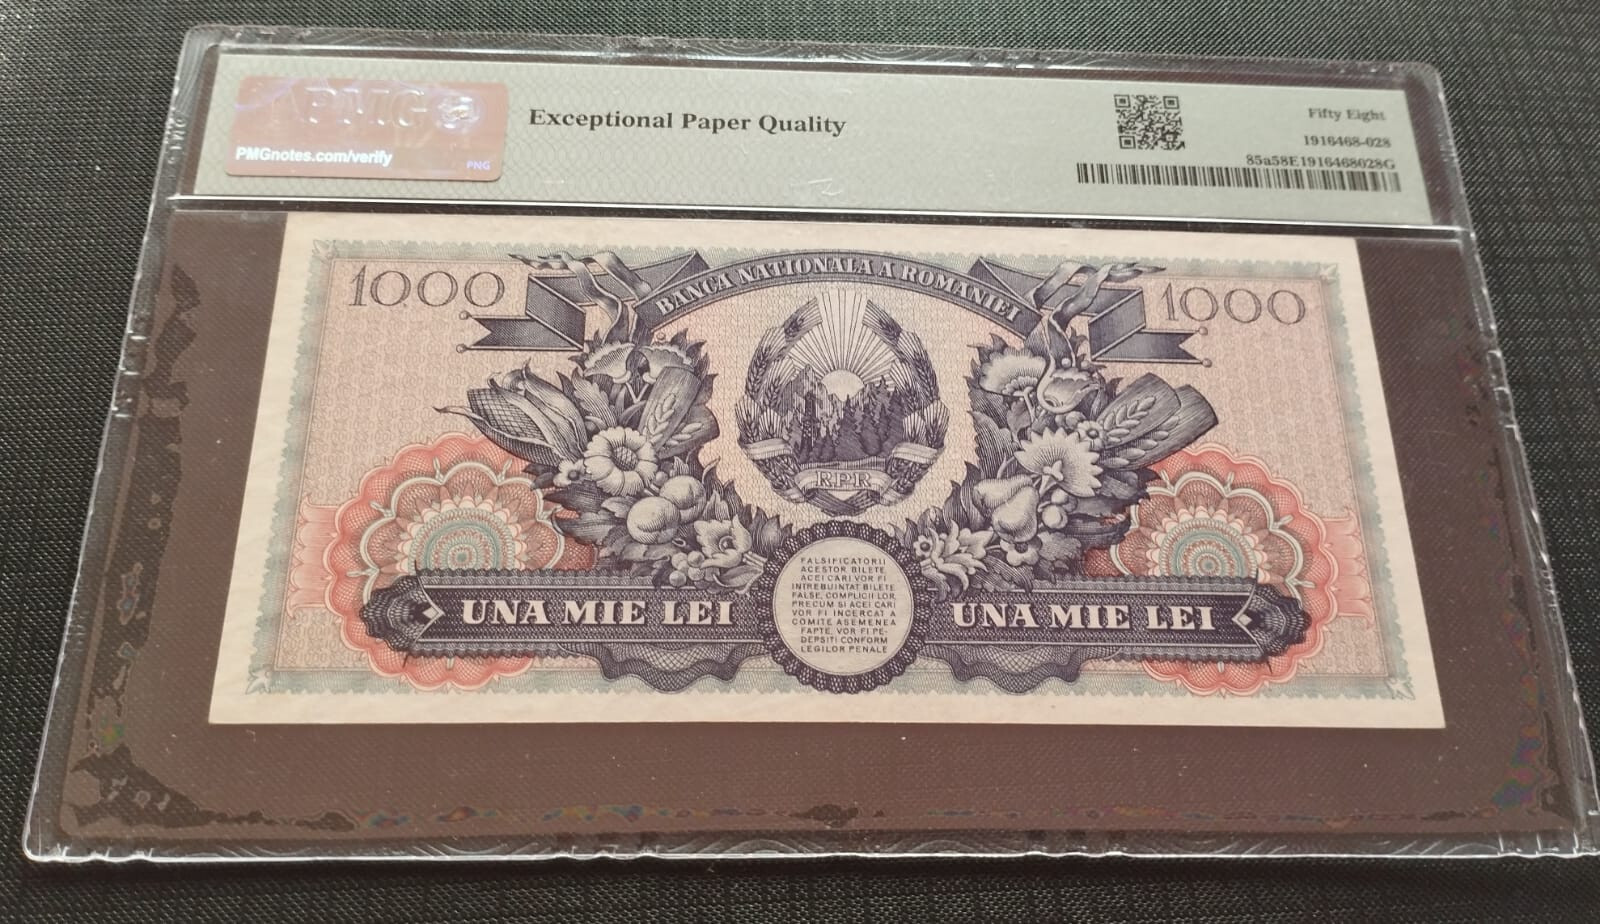 PMG
PMGnotes.com/verify
PNG
Exceptional Paper Quality
Fifty Eight
1916468-028
85a58E1916468028G
1000
BANCA NATIONALA A ROMANIEI
1000
RPR
UNA MIE LEI
FALSIFICATORII
ACESTOR BILETE,
ACEI CARI VOR FI
INTREBUINTAT BILETE
FALSE, COMPLICII LOR,
PRECUM SI ACEI CARI
VOR FI INCERCAT A
COMITE ASEMENEA
FAPTE, VOR FI PE-
DEPSITI CONFORM
LEGILOR PENALE
UNA MIE LEI